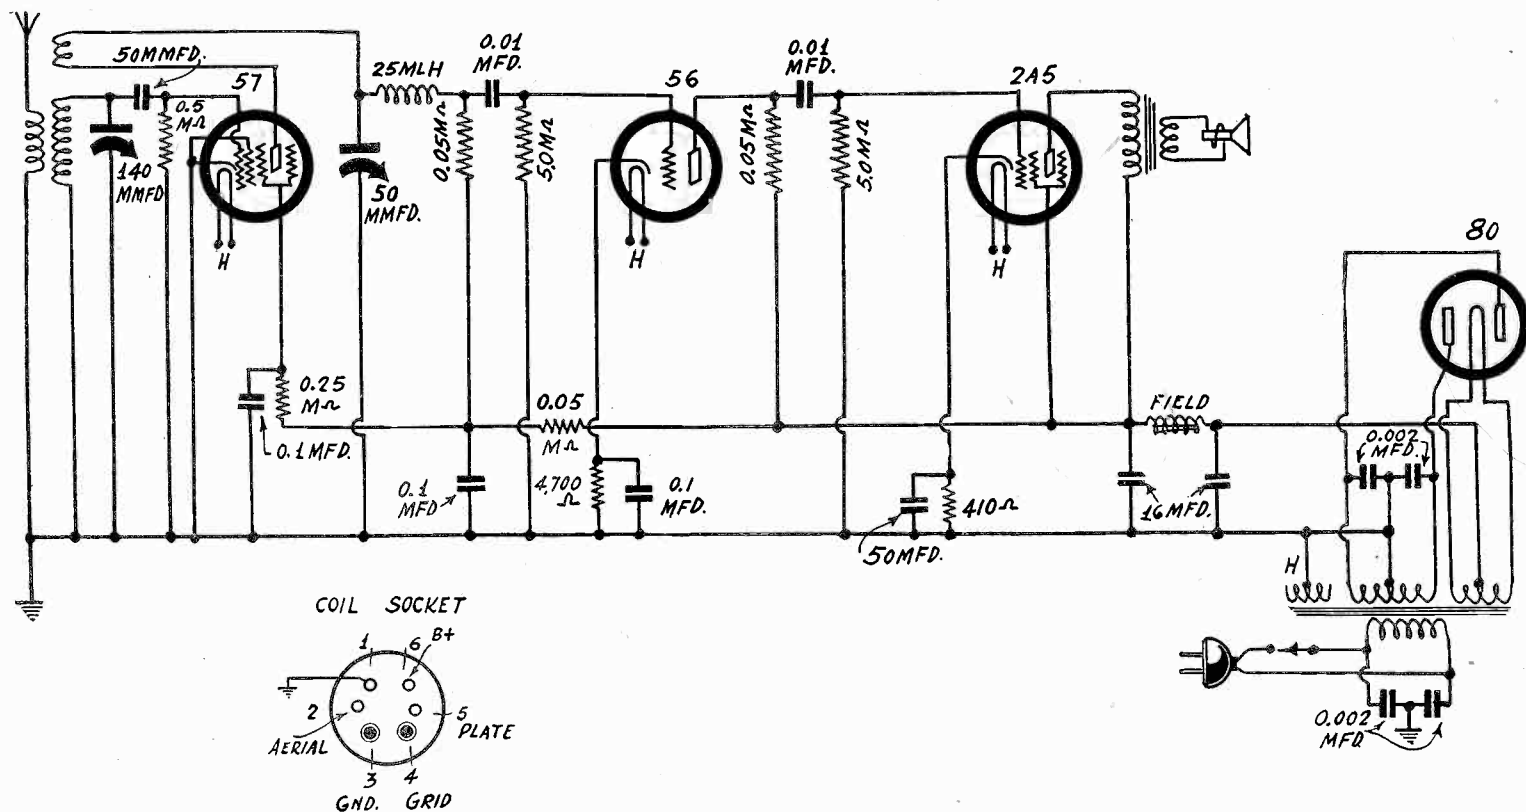 50MMFD.
57
0.5
MΩ
140
MMFD
H
25MLH
0.01
MFD.
50
MMFD.
0.05MΩ
5.0MΩ
56
H
0.01
MFD.
0.05MΩ
5.0MΩ
2A5
H
80
0.25
MΩ
0.1MFD.
0.05
MΩ
0.1
MFD
4,700
Ω
0.1
MFD.
50MFD.
410Ω
FIELD
16MFD.
0.002
MFD.
H
0.002
MFD
COIL SOCKET
1
6
B+
2
AERIAL
5
PLATE
3
GND.
4
GRID